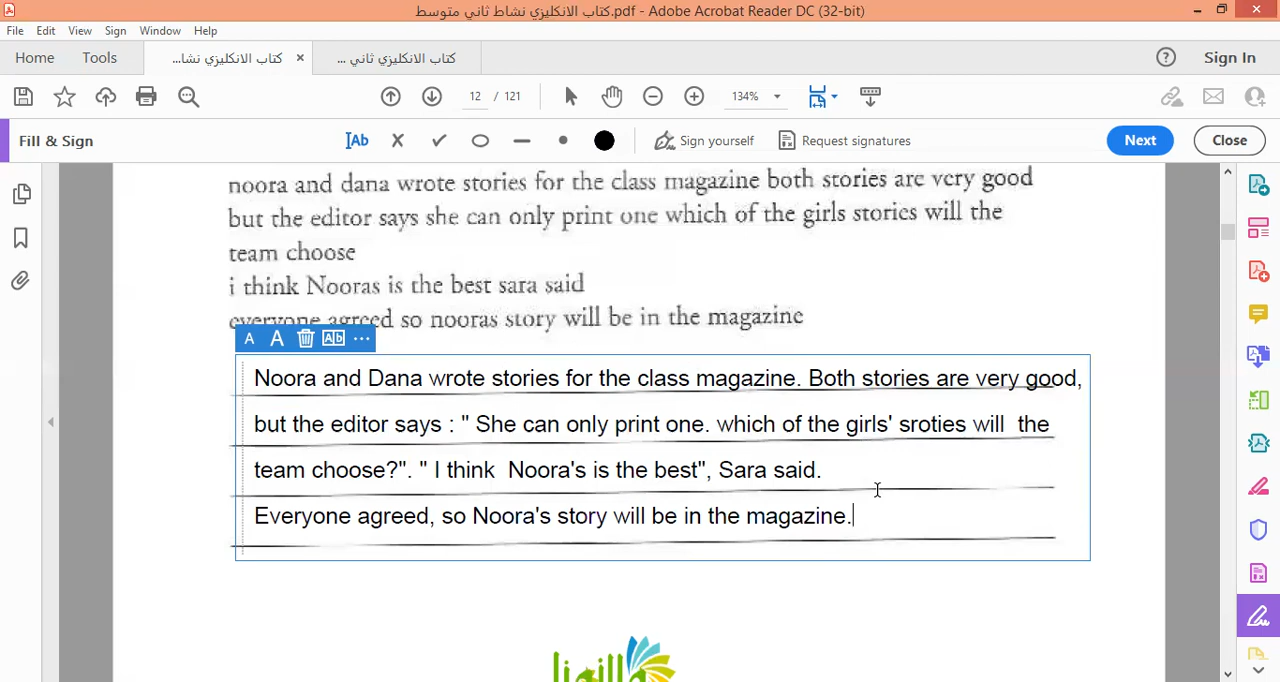 كتاب الانكليزي نشاط ثاني متوسط.pdf - Adobe Acrobat Reader DC (32-bit)
File Edit View Sign Window Help
Home Tools كتاب الانكليزي نشا... × كتاب الانكليزي ثاني ... Sign In
12 / 121 134%
Fill & Sign Ab Sign yourself Request signatures Next Close
noora and dana wrote stories for the class magazine both stories are very good
but the editor says she can only print one which of the girls stories will the
team choose
i think Nooras is the best sara said
everyone agreed so nooras story will be in the magazine
A A Ab ...
Noora and Dana wrote stories for the class magazine. Both stories are very good,
but the editor says : " She can only print one. which of the girls' sroties will the
team choose?". " I think Noora's is the best", Sara said.
Everyone agreed, so Noora's story will be in the magazine.